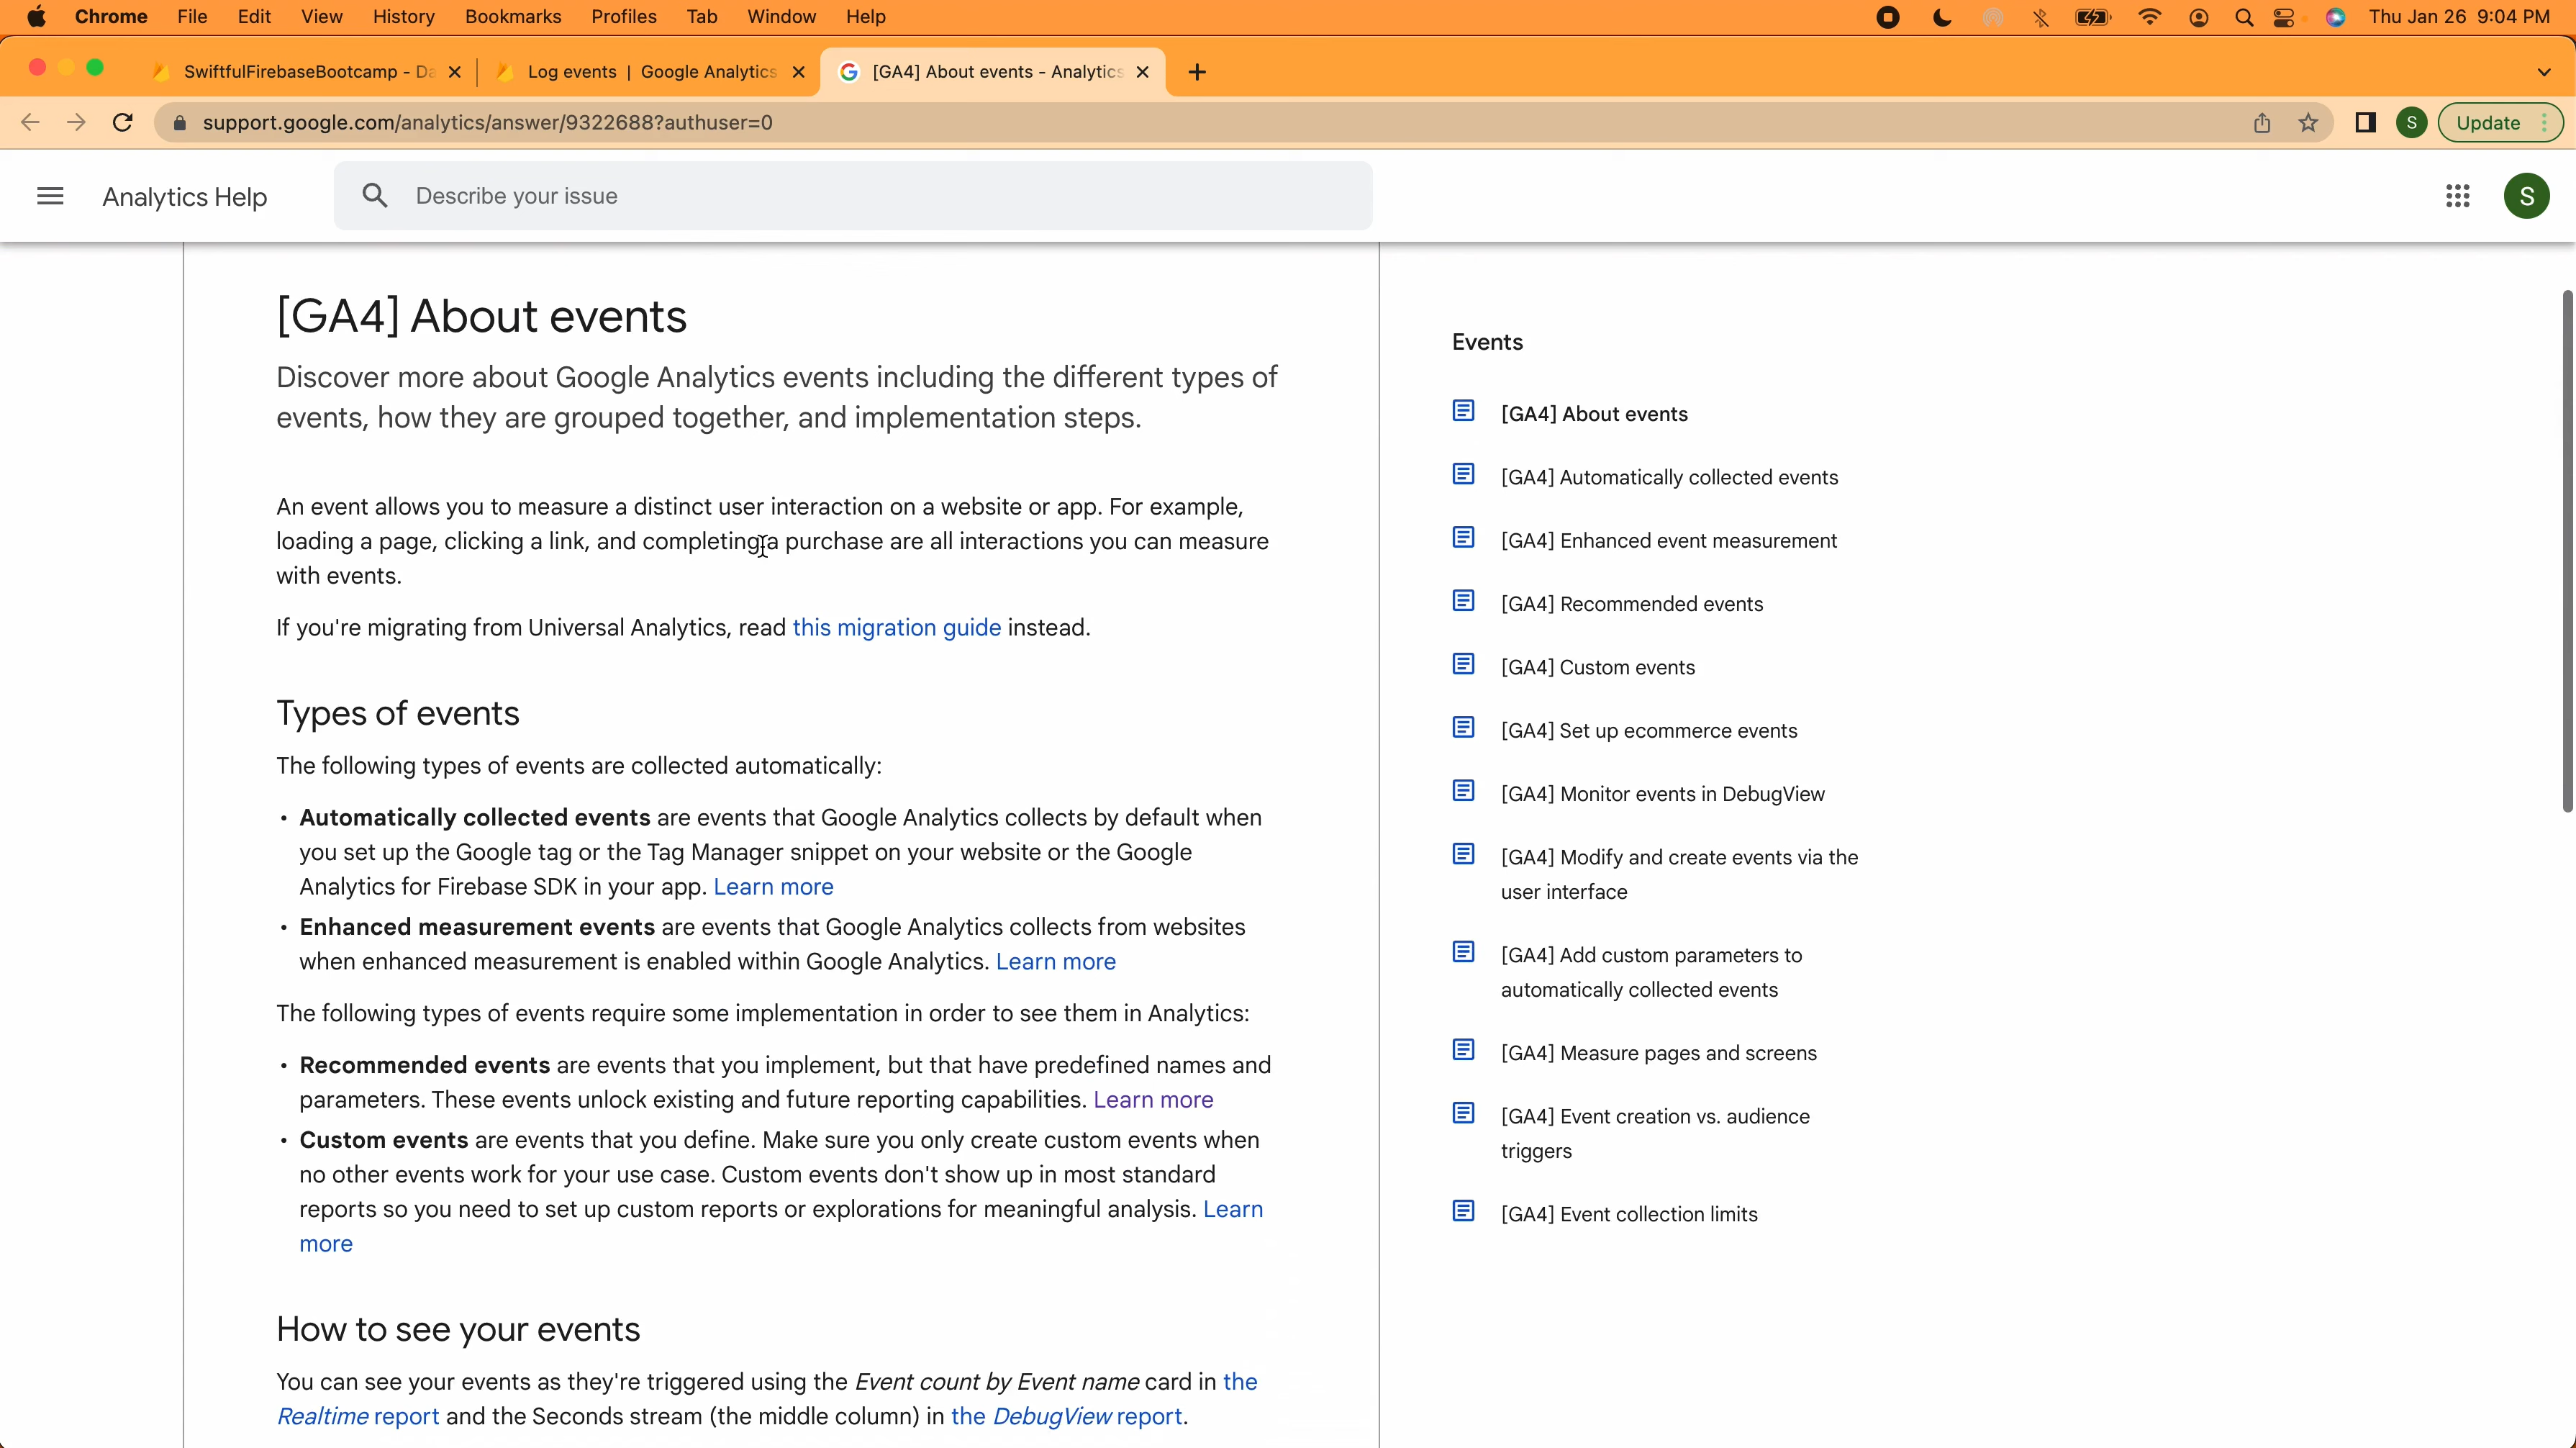 Chrome File Edit View History Bookmarks Profiles Tab Window Help Thu Jan 26 9:04 PM
SwiftfulFirebaseBootcamp - Da Log events | Google Analytics [GA4] About events - Analytics
support.google.com/analytics/answer/9322688?authuser=0 S Update
Analytics Help Describe your issue S
[GA4] About events
Discover more about Google Analytics events including the different types of
events, how they are grouped together, and implementation steps.
An event allows you to measure a distinct user interaction on a website or app. For example,
loading a page, clicking a link, and completing a purchase are all interactions you can measure
with events.
If you're migrating from Universal Analytics, read this migration guide instead.
Types of events
The following types of events are collected automatically:
• Automatically collected events are events that Google Analytics collects by default when
you set up the Google tag or the Tag Manager snippet on your website or the Google
Analytics for Firebase SDK in your app. Learn more
• Enhanced measurement events are events that Google Analytics collects from websites
when enhanced measurement is enabled within Google Analytics. Learn more
The following types of events require some implementation in order to see them in Analytics:
• Recommended events are events that you implement, but that have predefined names and
parameters. These events unlock existing and future reporting capabilities. Learn more
• Custom events are events that you define. Make sure you only create custom events when
no other events work for your use case. Custom events don't show up in most standard
reports so you need to set up custom reports or explorations for meaningful analysis. Learn
more
How to see your events
You can see your events as they're triggered using the Event count by Event name card in the
Realtime report and the Seconds stream (the middle column) in the DebugView report.
Events
[GA4] About events
[GA4] Automatically collected events
[GA4] Enhanced event measurement
[GA4] Recommended events
[GA4] Custom events
[GA4] Set up ecommerce events
[GA4] Monitor events in DebugView
[GA4] Modify and create events via the
user interface
[GA4] Add custom parameters to
automatically collected events
[GA4] Measure pages and screens
[GA4] Event creation vs. audience
triggers
[GA4] Event collection limits